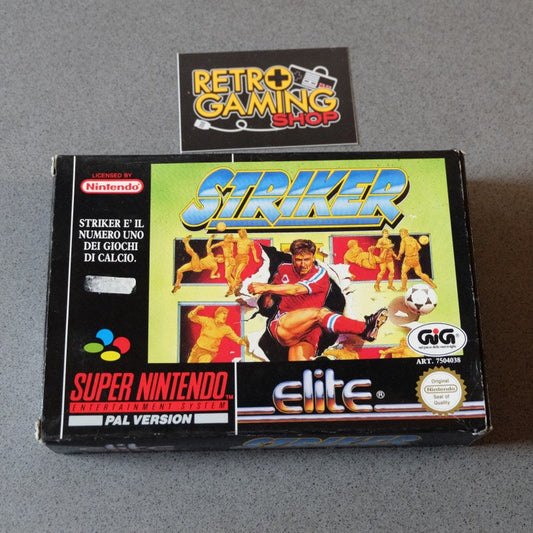 RETRO
GAMING
SHOP
LICENSED BY
Nintendo
STRIKER
STRIKER E' IL
NUMERO UNO
DEI GIOCHI
DI CALCIO.
GiG
ART. 7504038
SUPER NINTENDO™
ENTERTAINMENT SYSTEM
PAL VERSION
elite®
Original
Nintendo
Seal of
Quality
STRIKER